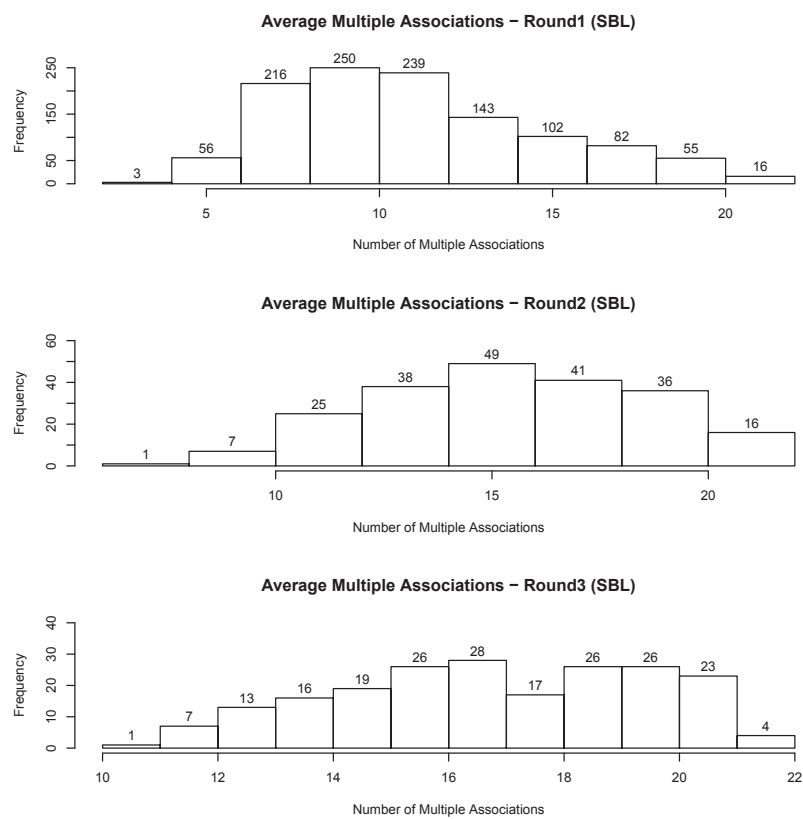 Average Multiple Associations − Round1 (SBL)
Frequency
0 50 150 250
3 56 216 250 239 143 102 82 55 16
5 10 15 20
Number of Multiple Associations
Average Multiple Associations − Round2 (SBL)
Frequency
0 20 40 60
1 7 25 38 49 41 36 16
10 15 20
Number of Multiple Associations
Average Multiple Associations − Round3 (SBL)
Frequency
0 10 20 30 40
1 7 13 16 19 26 28 17 26 26 23 4
10 12 14 16 18 20 22
Number of Multiple Associations